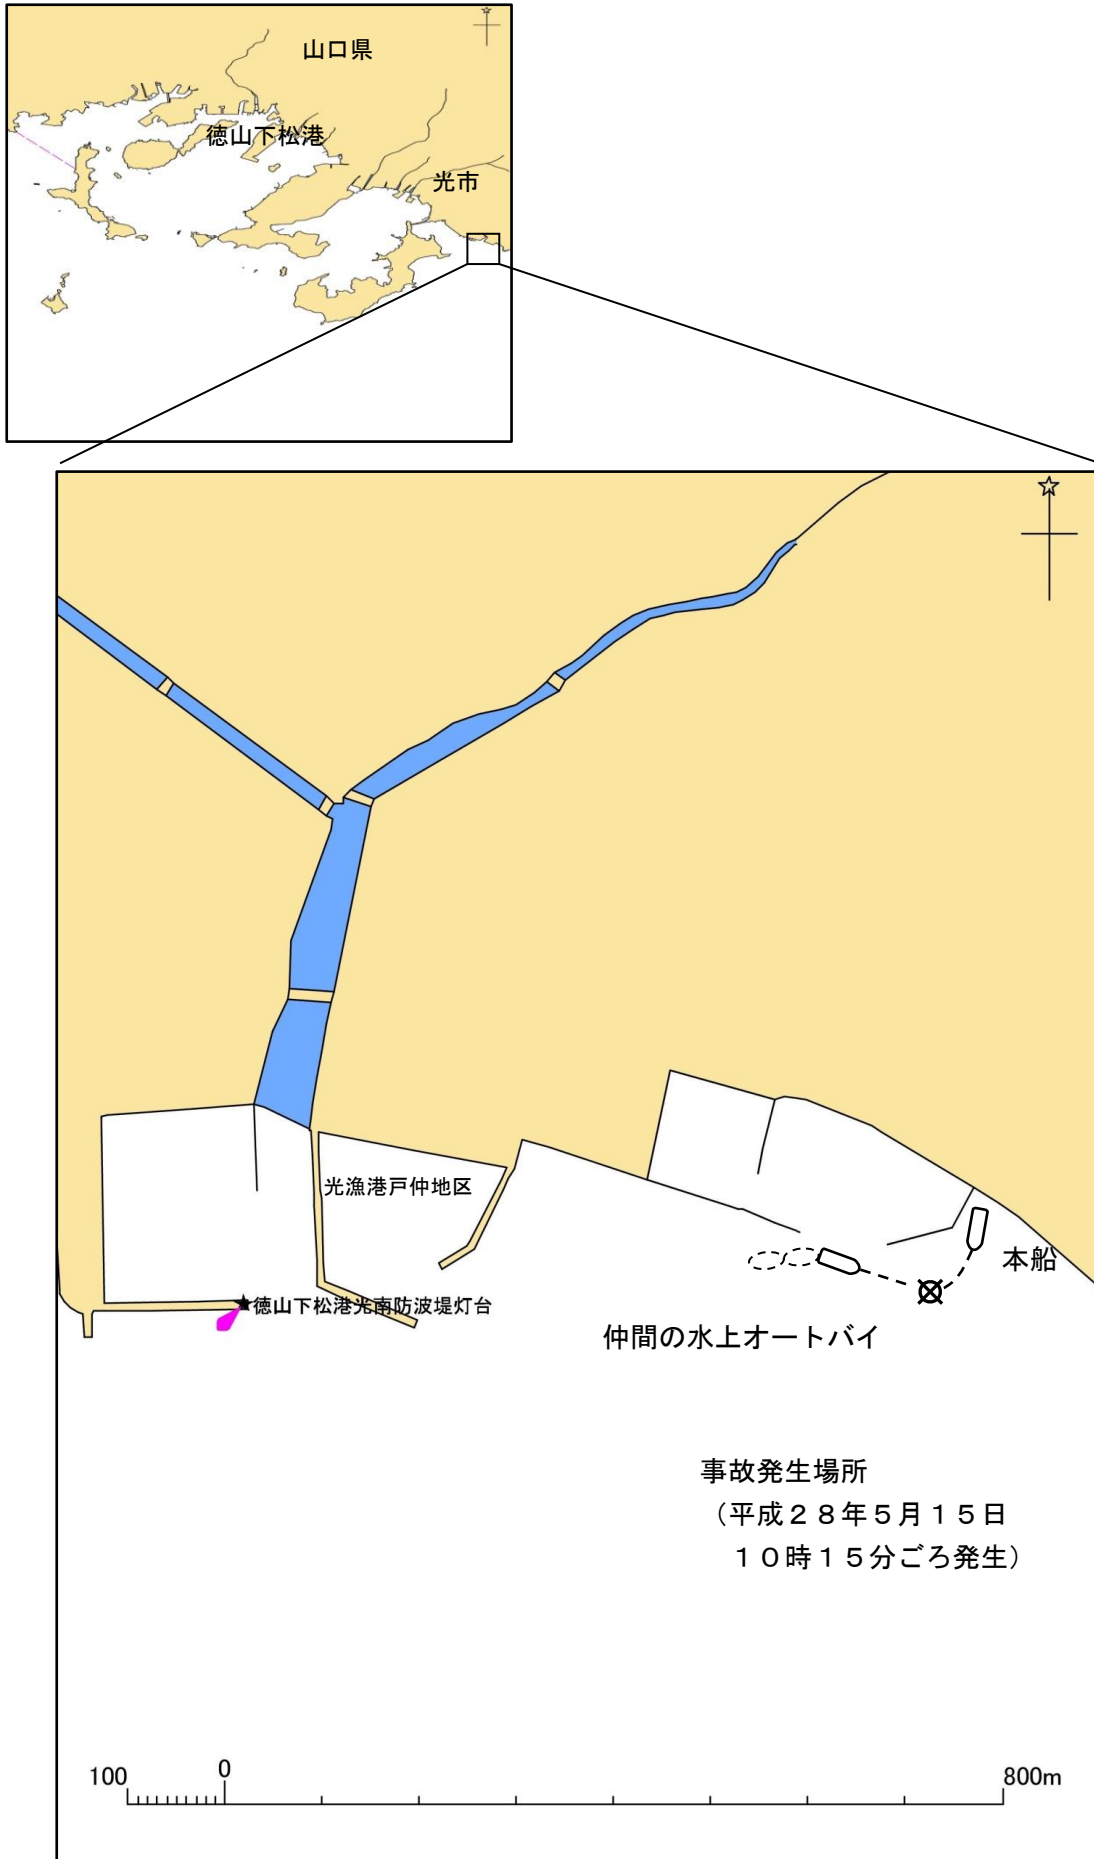 山口県
徳山下松港
光市
光漁港戸仲地区
徳山下松港光南防波堤灯台
本船
仲間の水上オートバイ
事故発生場所
（平成２８年５月１５日
１０時１５分ごろ発生）
100 0 800m